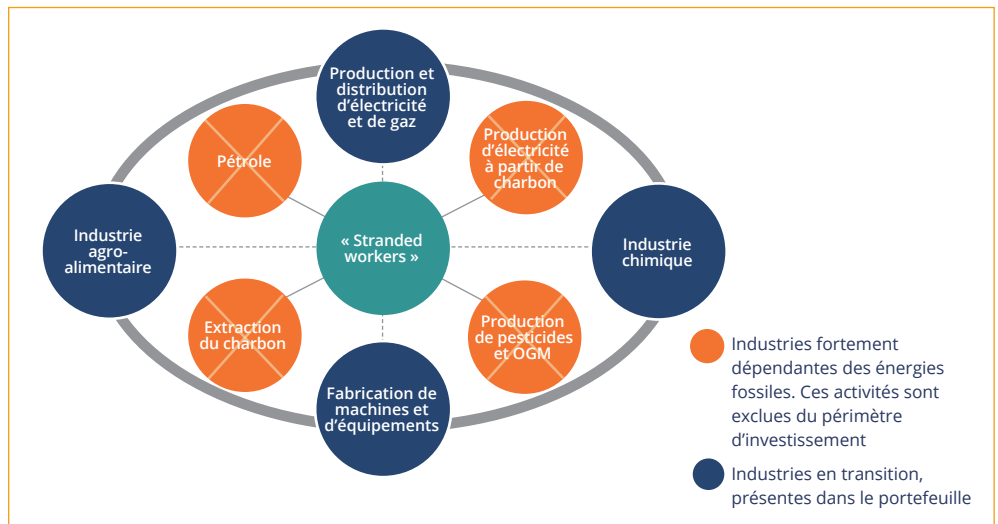 Production et
distribution
d'électricité
et de gaz
Pétrole
Production
d'électricité
à partir de
charbon
Industrie
agro-
alimentaire
« Stranded
workers »
Industrie
chimique
Extraction
du charbon
Production
de pesticides
et OGM
Fabrication de
machines et
d'équipements
Industries fortement
dépendantes des énergies
fossiles. Ces activités sont
exclues du périmètre
d'investissement
Industries en transition,
présentes dans le portefeuille